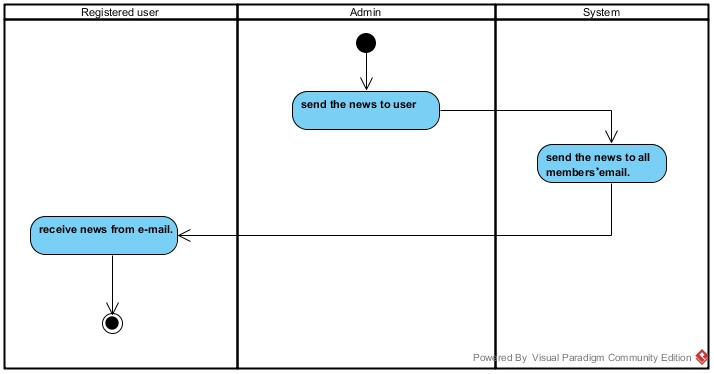 Registered user
Admin
System
send the news to user
send the news to all
members'email.
receive news from e-mail.
Powered By Visual Paradigm Community Edition